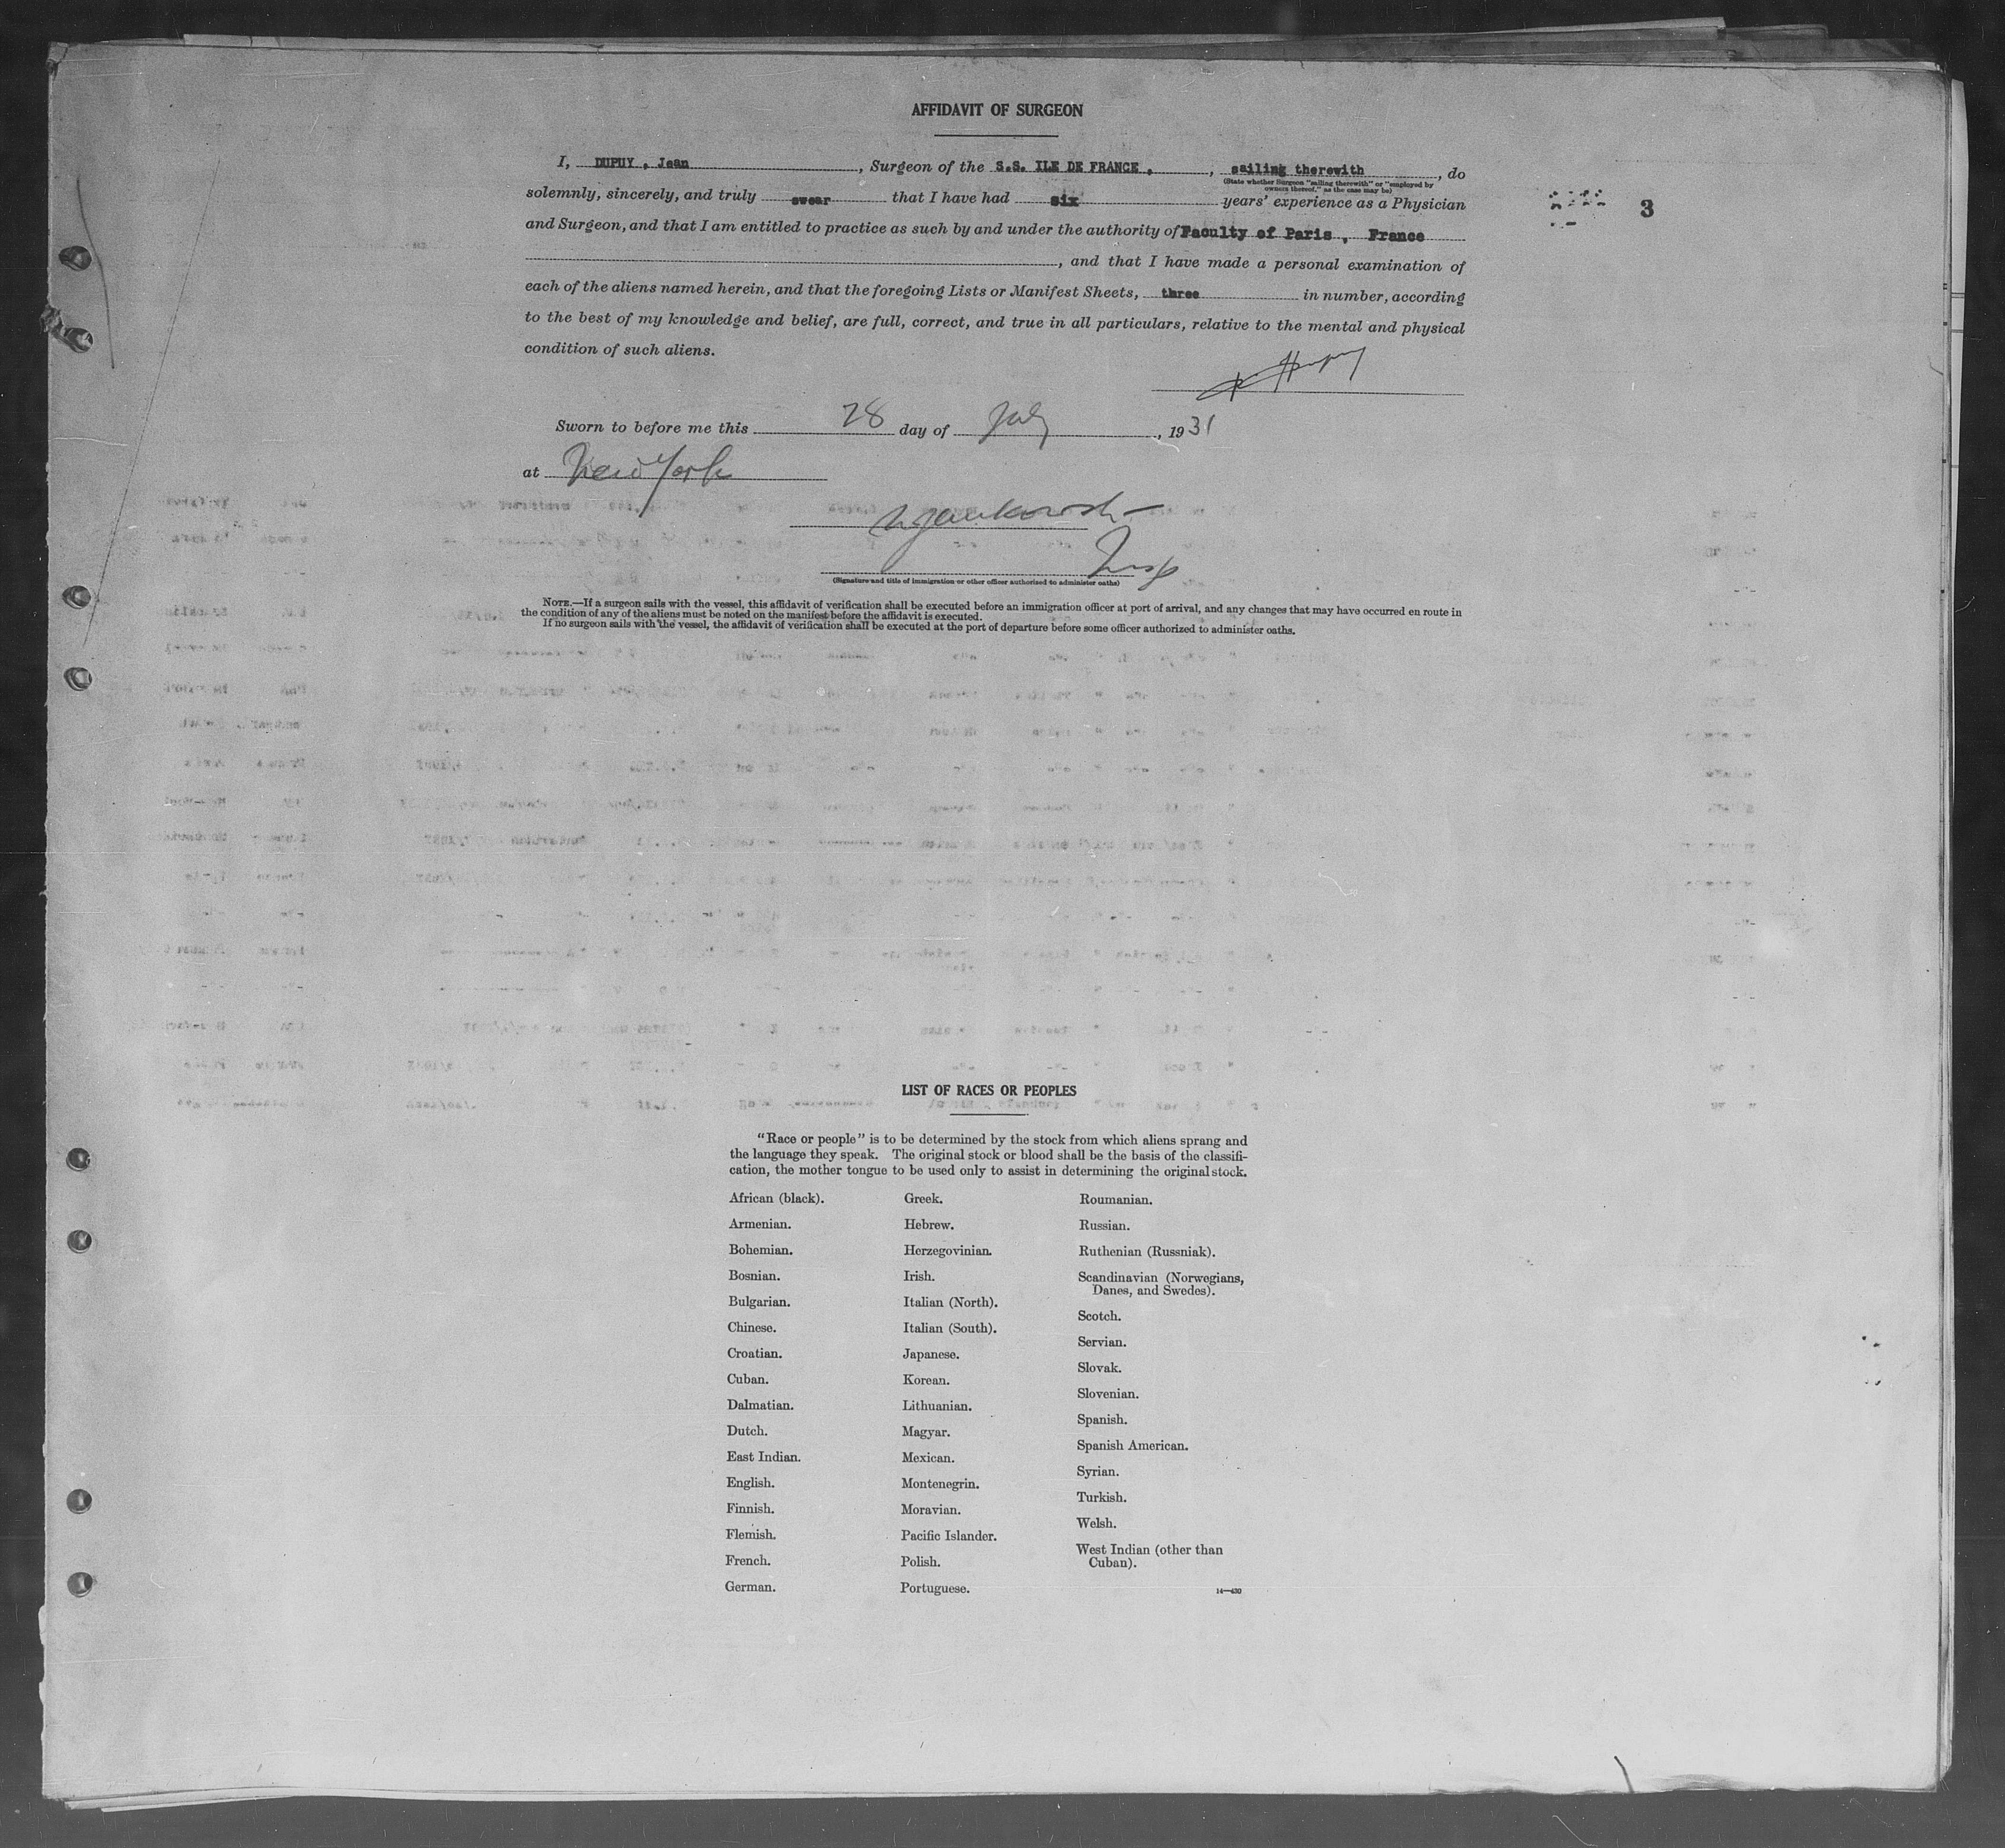 AFFIDAVIT OF SURGEON
I, DUPUY, Jean, Surgeon of the S.S. ILE DE FRANCE, , sailing therewith, do
(State whether Surgeon "sailing therewith" or "employed by
owners thereof," as the case may be)
solemnly, sincerely, and truly swear that I have had six years' experience as a Physician
3
and Surgeon, and that I am entitled to practice as such by and under the authority of Faculty of Paris, France
, and that I have made a personal examination of
each of the aliens named herein, and that the foregoing Lists or Manifest Sheets, three in number, according
to the best of my knowledge and belief, are full, correct, and true in all particulars, relative to the mental and physical
condition of such aliens.
Sworn to before me this 28 day of July, 1931
at New York
Insp
(Signature and title of immigration or other officer authorized to administer oaths)
NOTE.—If a surgeon sails with the vessel, this affidavit of verification shall be executed before an immigration officer at port of arrival, and any changes that may have occurred en route in
the condition of any of the aliens must be noted on the manifest before the affidavit is executed.
If no surgeon sails with the vessel, the affidavit of verification shall be executed at the port of departure before some officer authorized to administer oaths.
LIST OF RACES OR PEOPLES
"Race or people" is to be determined by the stock from which aliens sprang and
the language they speak. The original stock or blood shall be the basis of the classifi-
cation, the mother tongue to be used only to assist in determining the original stock.
African (black).
Armenian.
Bohemian.
Bosnian.
Bulgarian.
Chinese.
Croatian.
Cuban.
Dalmatian.
Dutch.
East Indian.
English.
Finnish.
Flemish.
French.
German.
Greek.
Hebrew.
Herzegovinian.
Irish.
Italian (North).
Italian (South).
Japanese.
Korean.
Lithuanian.
Magyar.
Mexican.
Montenegrin.
Moravian.
Pacific Islander.
Polish.
Portuguese.
Roumanian.
Russian.
Ruthenian (Russniak).
Scandinavian (Norwegians,
Danes, and Swedes).
Scotch.
Servian.
Slovak.
Slovenian.
Spanish.
Spanish American.
Syrian.
Turkish.
Welsh.
West Indian (other than
Cuban).
14—430